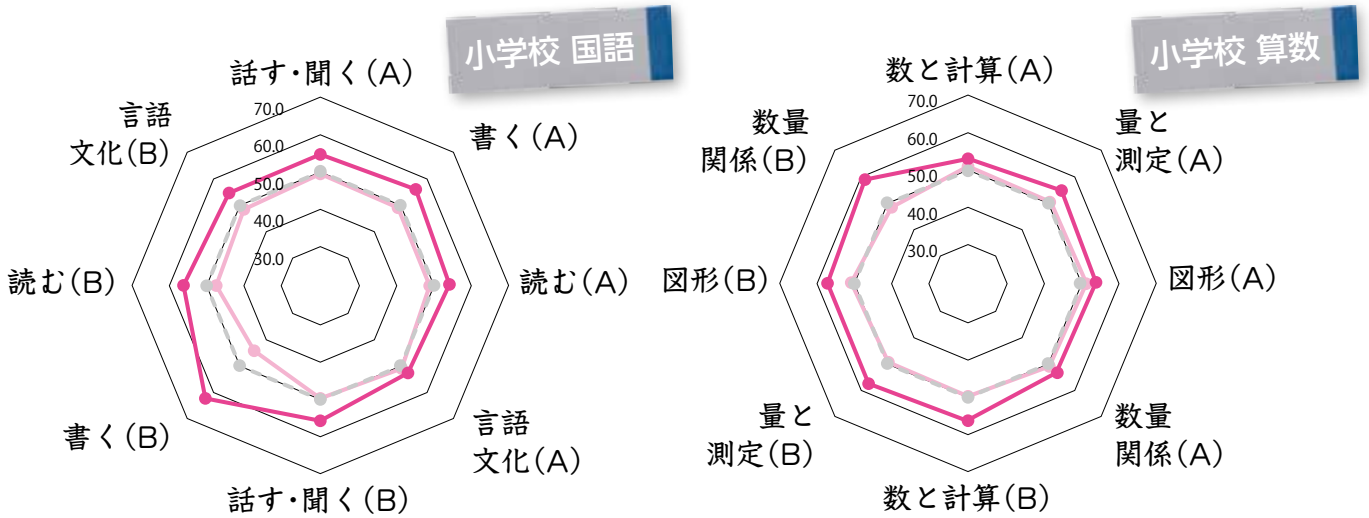 小学校 国語
話す・聞く(A)
書く(A)
読む(A)
言語
文化(A)
話す・聞く(B)
書く(B)
読む(B)
言語
文化(B)
70.0
60.0
50.0
40.0
30.0
小学校 算数
数と計算(A)
量と
測定(A)
図形(A)
数量
関係(A)
数と計算(B)
量と
測定(B)
図形(B)
数量
関係(B)
70.0
60.0
50.0
40.0
30.0